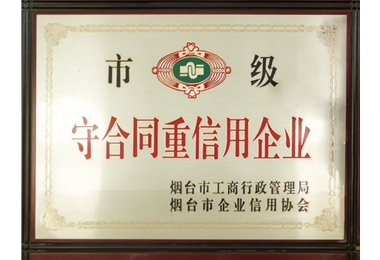 市 级
守合同重信用企业
烟台市工商行政管理局
烟台市企业信用协会